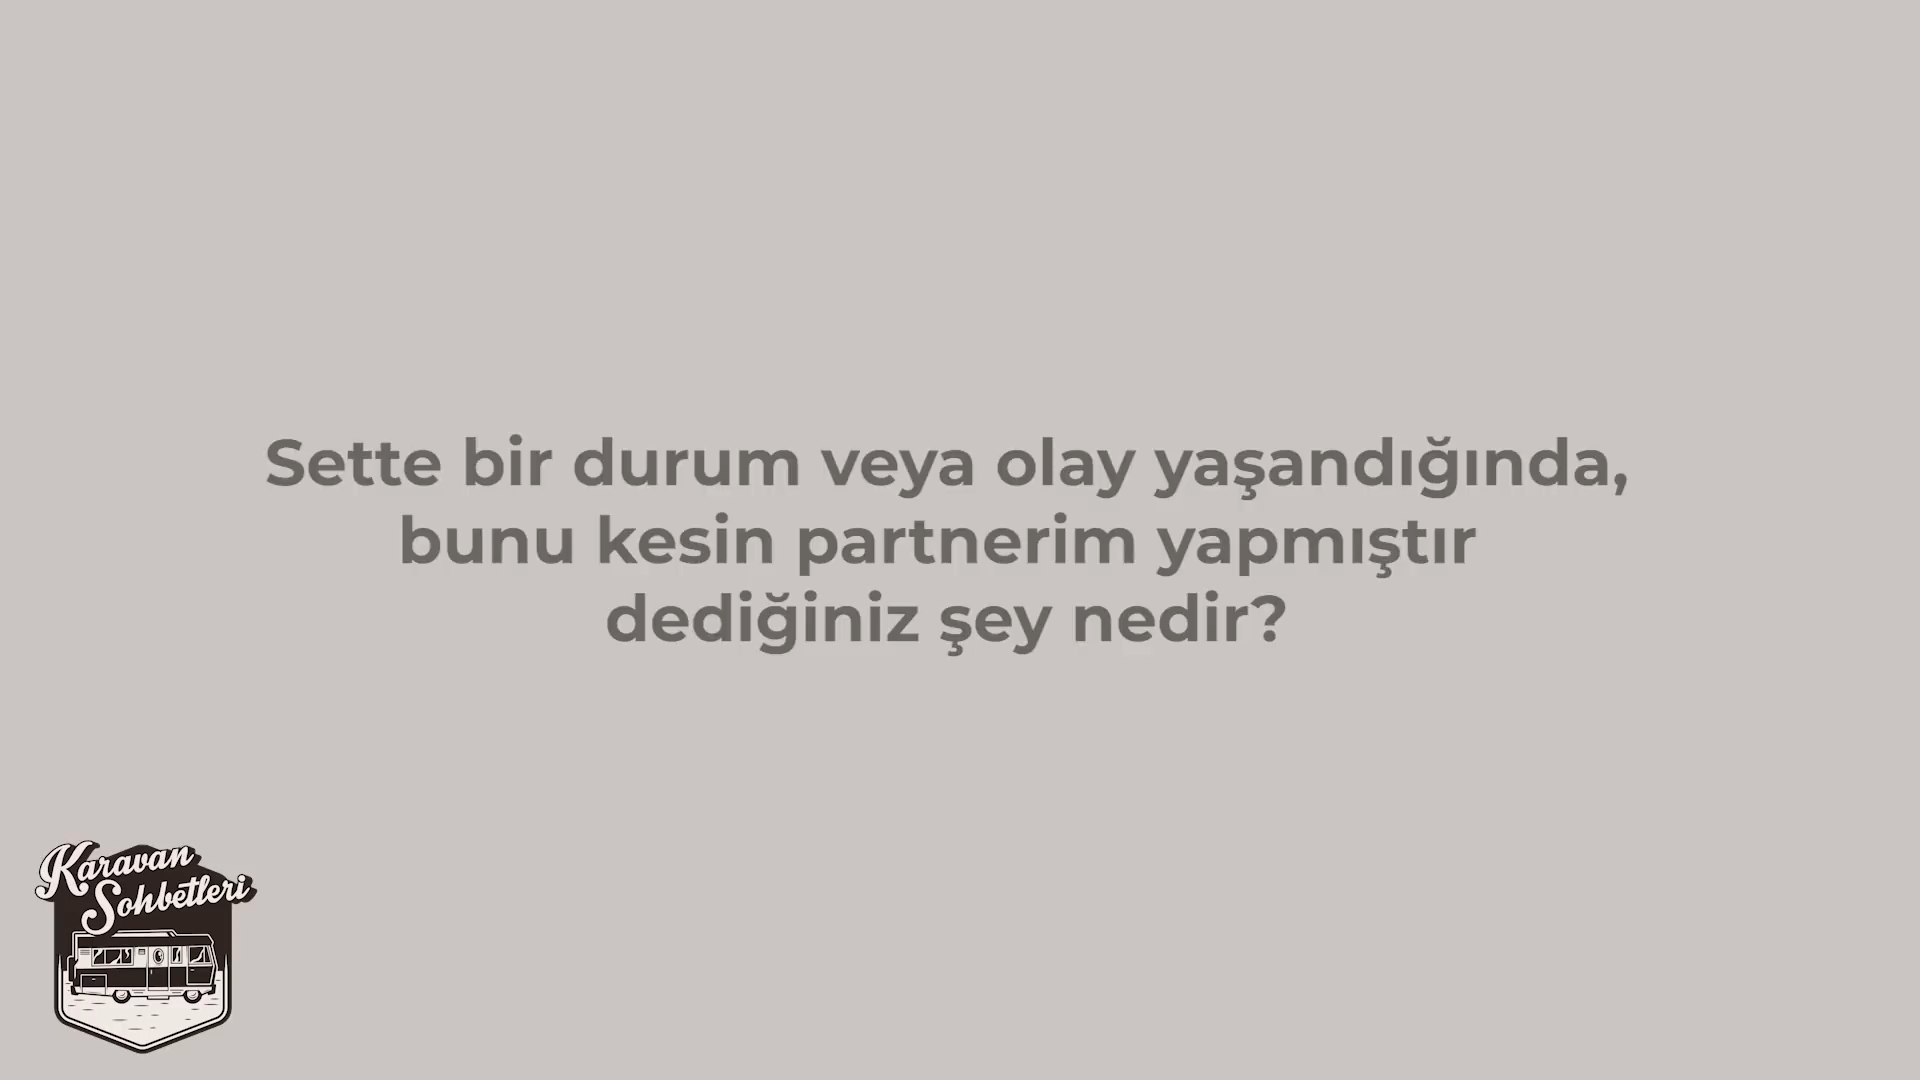 Sette bir durum veya olay yaşandığında,
bunu kesin partnerim yapmıştır
dediğiniz şey nedir?
Karavan
Sohbetleri